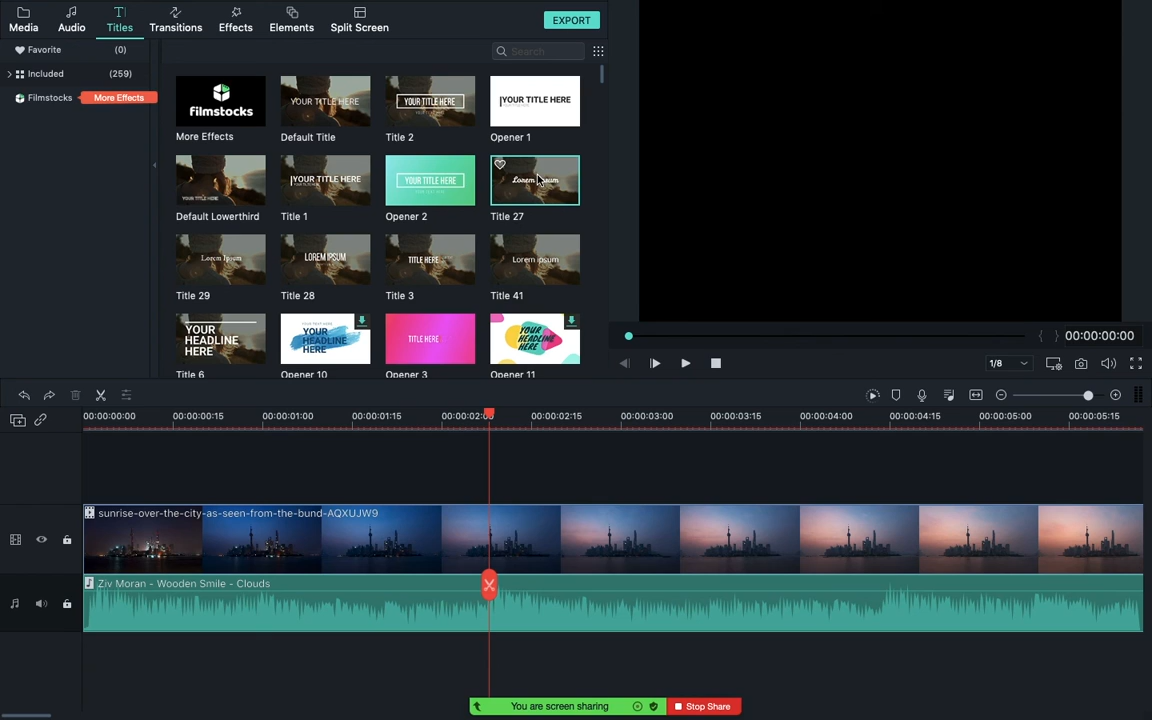 Media Audio Titles Transitions Effects Elements Split Screen EXPORT
Favorite (0)
Included (259)
Filmstocks More Effects
Search
filmstocks
YOUR TITLE HERE
YOUR TITLE HERE
YOUR TITLE HERE
More Effects Default Title Title 2 Opener 1
YOUR TITLE HERE
YOUR TITLE HERE
YOUR TITLE HERE
Lorem Ipsum
Default Lowerthird Title 1 Opener 2 Title 27
Lorem Ipsum
LOREM IPSUM
TITLE HERE
Lorem ipsum
Title 29 Title 28 Title 3 Title 41
YOUR
HEADLINE
HERE
YOUR
HEADLINE
HERE
TITLE HERE
YOUR
HEADLINE
HERE
Title 6 Opener 10 Opener 3 Opener 11
00:00:00:00
1/8
00:00:00:00 00:00:00:15 00:00:01:00 00:00:01:15 00:00:02:0 00:00:02:15 00:00:03:00 00:00:03:15 00:00:04:00 00:00:04:15 00:00:05:00 00:00:05:15
sunrise-over-the-city-as-seen-from-the-bund-AQXUJW9
Ziv Moran - Wooden Smile - Clouds
You are screen sharing Stop Share